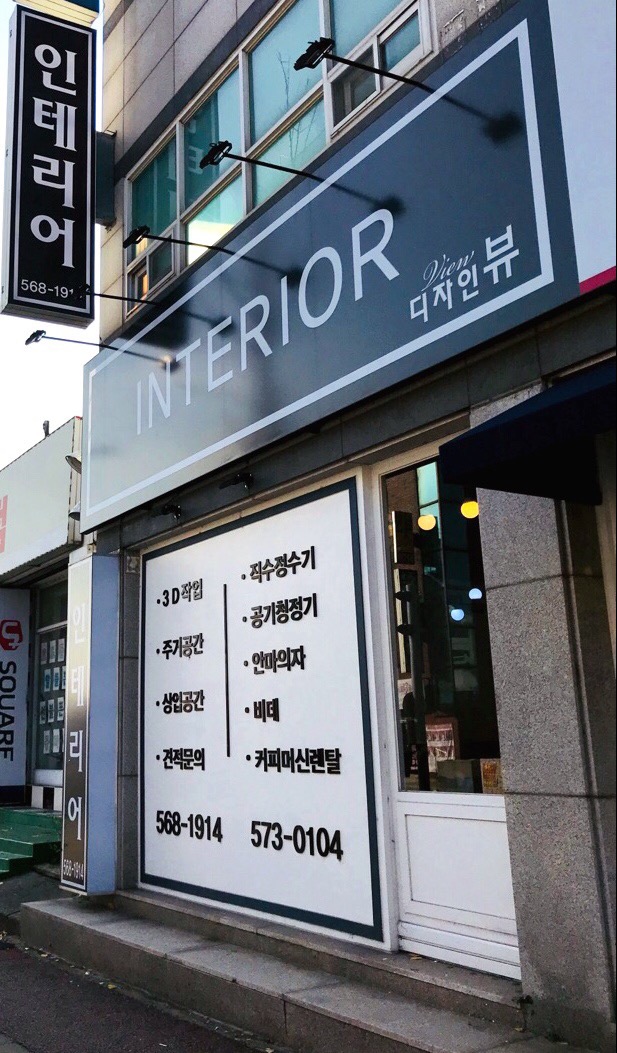 인테리어
568-191
INTERIOR
View
디자인뷰
·3D작업
·주거공간
·상업공간
·견적문의
568-1914
·직수정수기
·공기청정기
·안마의자
·비데
·커피머신렌탈
573-0104
인테리어
568-1914
SQUARE